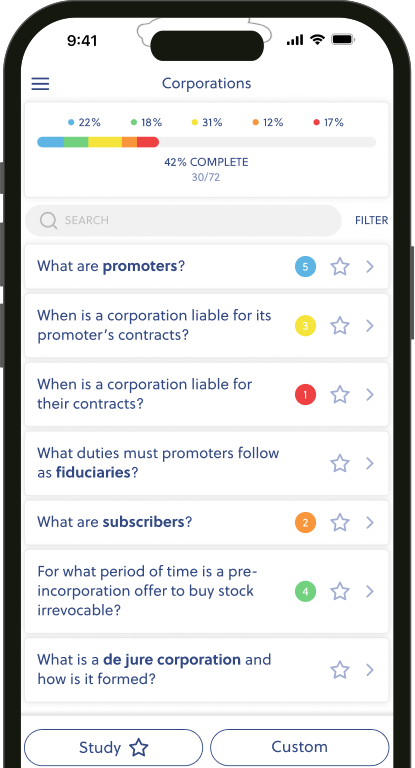 9:41
Corporations
22% 18% 31% 12% 17%
42% COMPLETE
30/72
SEARCH
FILTER
What are promoters?
5
When is a corporation liable for its
promoter's contracts?
3
When is a corporation liable for
their contracts?
1
What duties must promoters follow
as fiduciaries?
What are subscribers?
2
For what period of time is a pre-
incorporation offer to buy stock
irrevocable?
4
What is a de jure corporation and
how is it formed?
Study
Custom